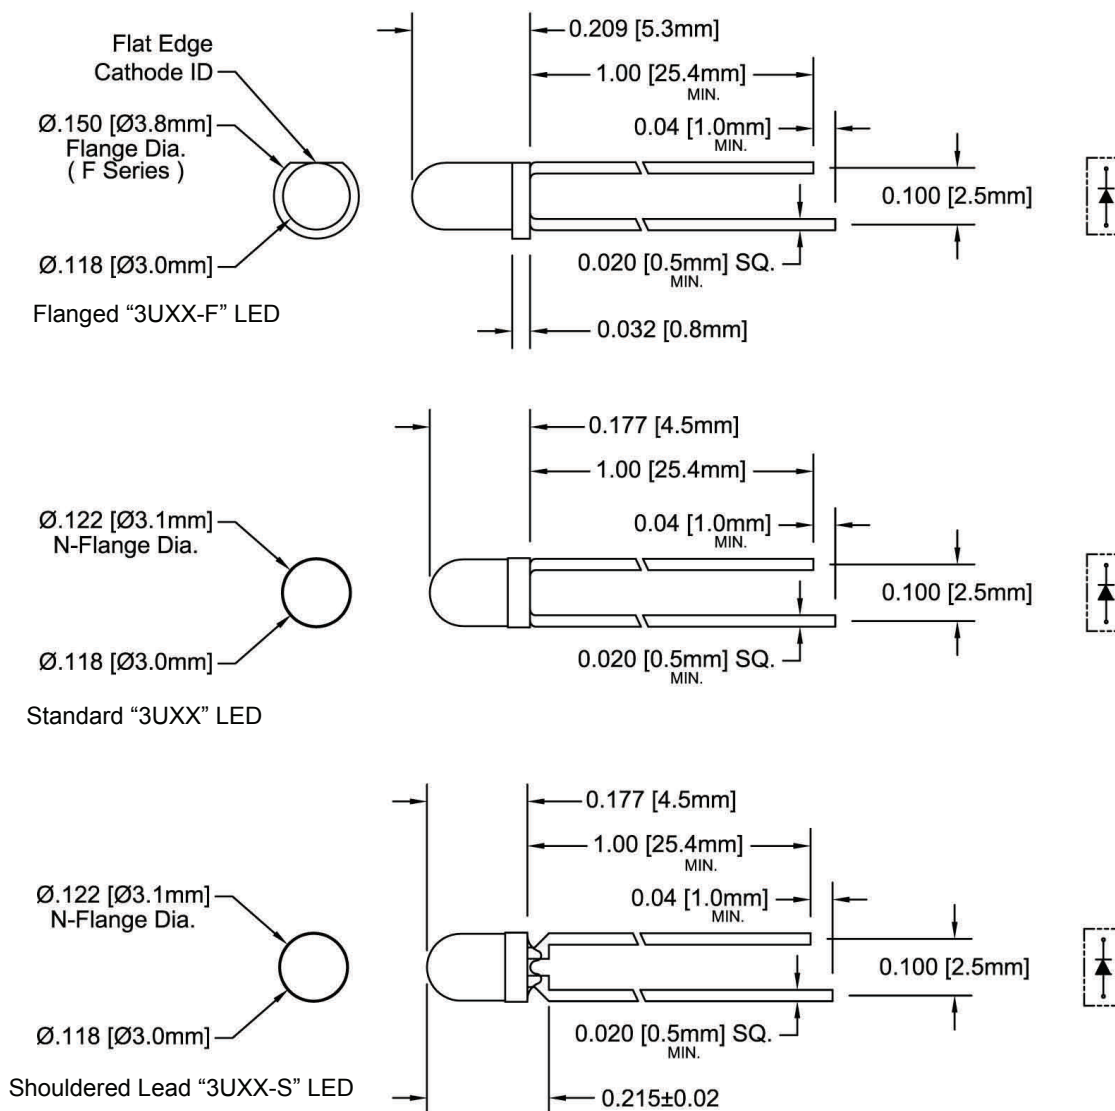 Flat Edge
Cathode ID
Ø.150 [Ø3.8mm]
Flange Dia.
( F Series )
Ø.118 [Ø3.0mm]
Flanged “3UXX-F” LED
0.209 [5.3mm]
1.00 [25.4mm]
MIN.
0.04 [1.0mm]
MIN.
0.100 [2.5mm]
0.020 [0.5mm] SQ.
MIN.
0.032 [0.8mm]
Ø.122 [Ø3.1mm]
N-Flange Dia.
Ø.118 [Ø3.0mm]
Standard “3UXX” LED
0.177 [4.5mm]
1.00 [25.4mm]
0.04 [1.0mm]
MIN.
0.100 [2.5mm]
0.020 [0.5mm] SQ.
MIN.
Ø.122 [Ø3.1mm]
N-Flange Dia.
Ø.118 [Ø3.0mm]
Shouldered Lead “3UXX-S” LED
0.177 [4.5mm]
1.00 [25.4mm]
MIN.
0.04 [1.0mm]
MIN.
0.100 [2.5mm]
0.020 [0.5mm] SQ.
MIN.
0.215±0.02